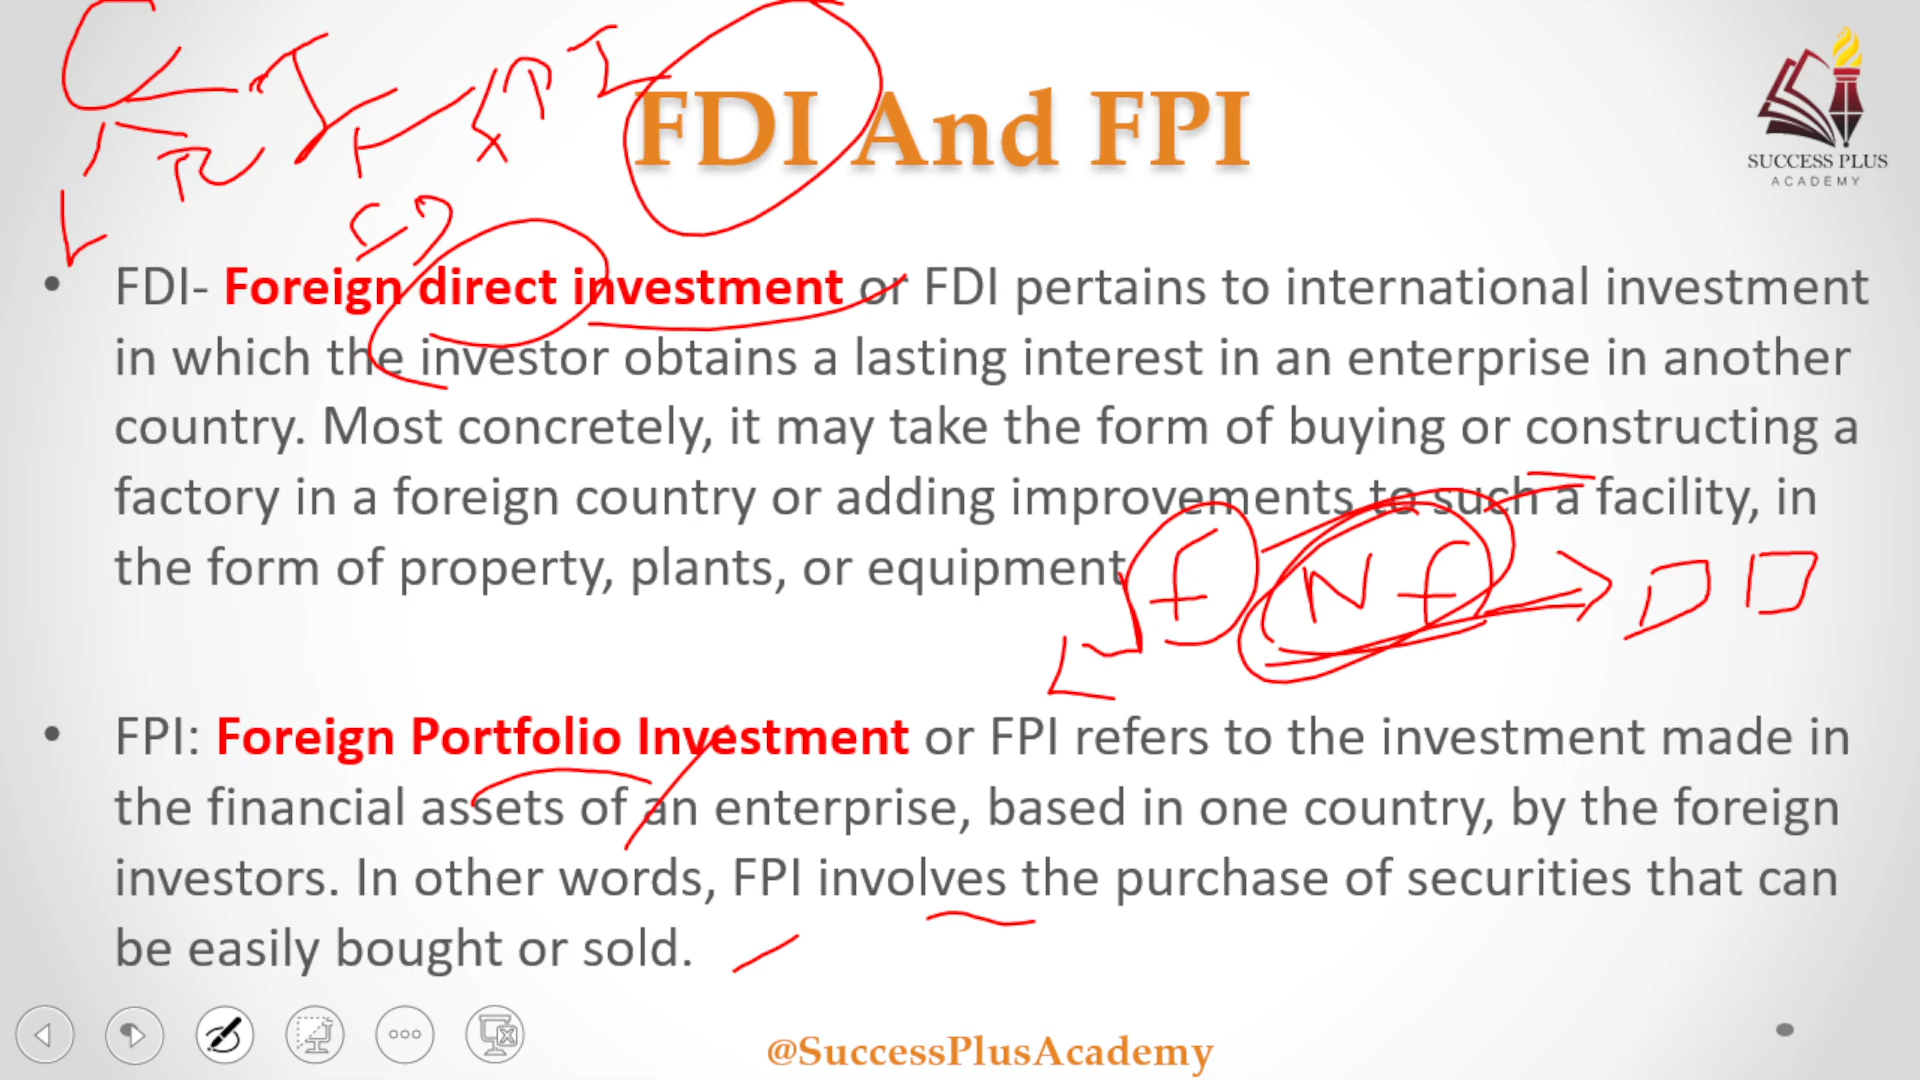 FDI And FPI
SUCCESS PLUS
ACADEMY
• FDI- Foreign direct investment or FDI pertains to international investment
in which the investor obtains a lasting interest in an enterprise in another
country. Most concretely, it may take the form of buying or constructing a
factory in a foreign country or adding improvements to such a facility, in
the form of property, plants, or equipment
F NF
• FPI: Foreign Portfolio Investment or FPI refers to the investment made in
the financial assets of an enterprise, based in one country, by the foreign
investors. In other words, FPI involves the purchase of securities that can
be easily bought or sold.
@SuccessPlusAcademy